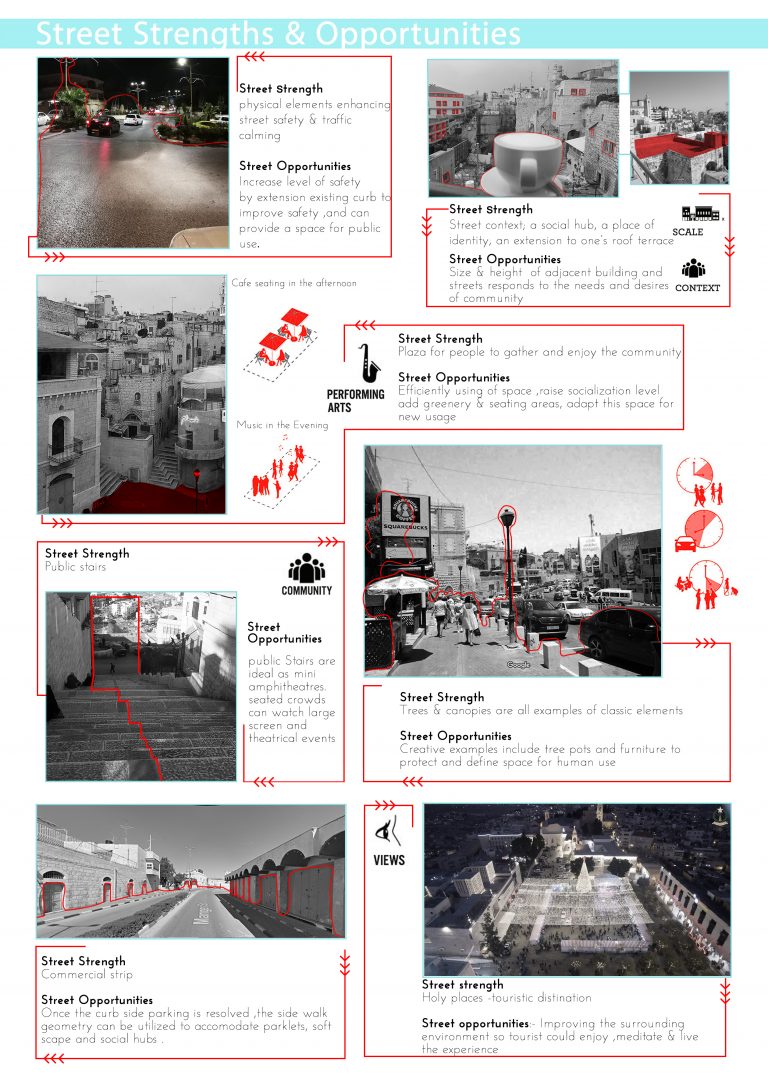 Street Strengths & Opportunities
Street Strength
physical elements enhancing
street safety & traffic
calming
Street Opportunities
Increase level of safety
by extension existing curb to
improve safety ,and can
provide a space for public
use.
Street Strength
Street context; a social hub, a place of
identity, an extension to one's roof terrace
Street Opportunities
Size & height of adjacent building and
streets responds to the needs and desires
of community
SCALE
CONTEXT
Cafe seating in the afternoon
Music in the Evening
PERFORMING
ARTS
Street Strength
Plaza for people to gather and enjoy the community
Street Opportunities
Efficiently using of space ,raise socialization level
add greenery & seating areas, adapt this space for
new usage
Street Strength
Public stairs
COMMUNITY
Street
Opportunities
public Stairs are
ideal as mini
amphitheatres.
seated crowds
can watch large
screen and
theatrical events
SQUAREBUCKS
Google
Street Strength
Trees & canopies are all examples of classic elements
Street Opportunities
Creative examples include tree pots and furniture to
protect and define space for human use
Street Strength
Commercial strip
Street Opportunities
Once the curb side parking is resolved ,the side walk
geometry can be utilized to accomodate parklets, soft
scape and social hubs .
VIEWS
Street strength
Holy places -touristic distination
Street opportunities:- Improving the surrounding
environment so tourist could enjoy ,meditate & live
the experience